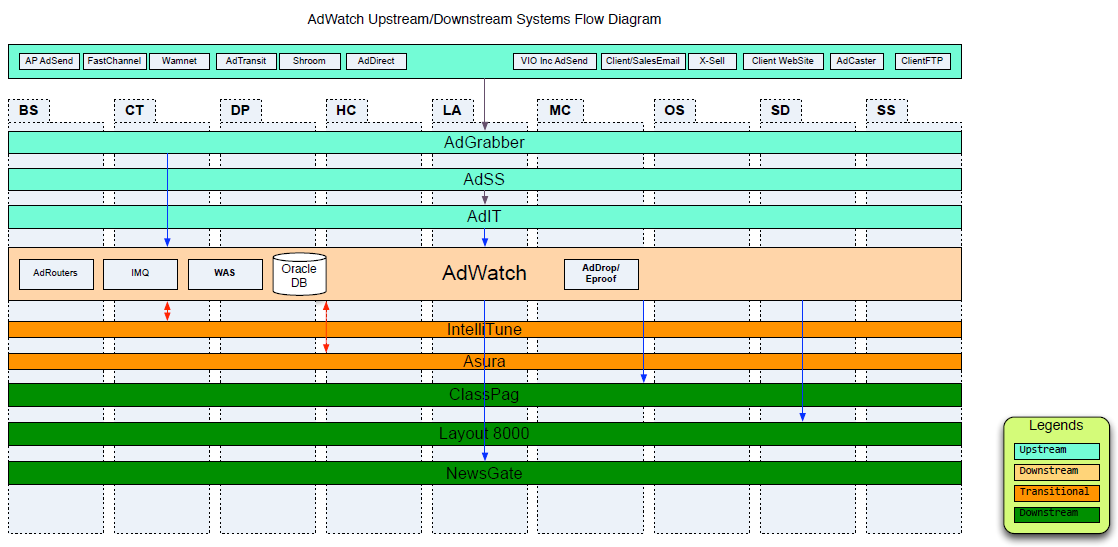 AdWatch Upstream/Downstream Systems Flow Diagram
AP AdSend
FastChannel
Wamnet
AdTransit
Shroom
AdDirect
VIO Inc AdSend
Client/SalesEmail
X-Sell
Client WebSite
AdCaster
ClientFTP
BS
CT
DP
HC
LA
MC
OS
SD
SS
AdGrabber
AdSS
AdIT
AdRouters
IMQ
WAS
Oracle
DB
AdWatch
AdDrop/
Eproof
IntelliTune
Asura
ClassPag
Layout 8000
NewsGate
Legends
Upstream
Downstream
Transitional
Downstream